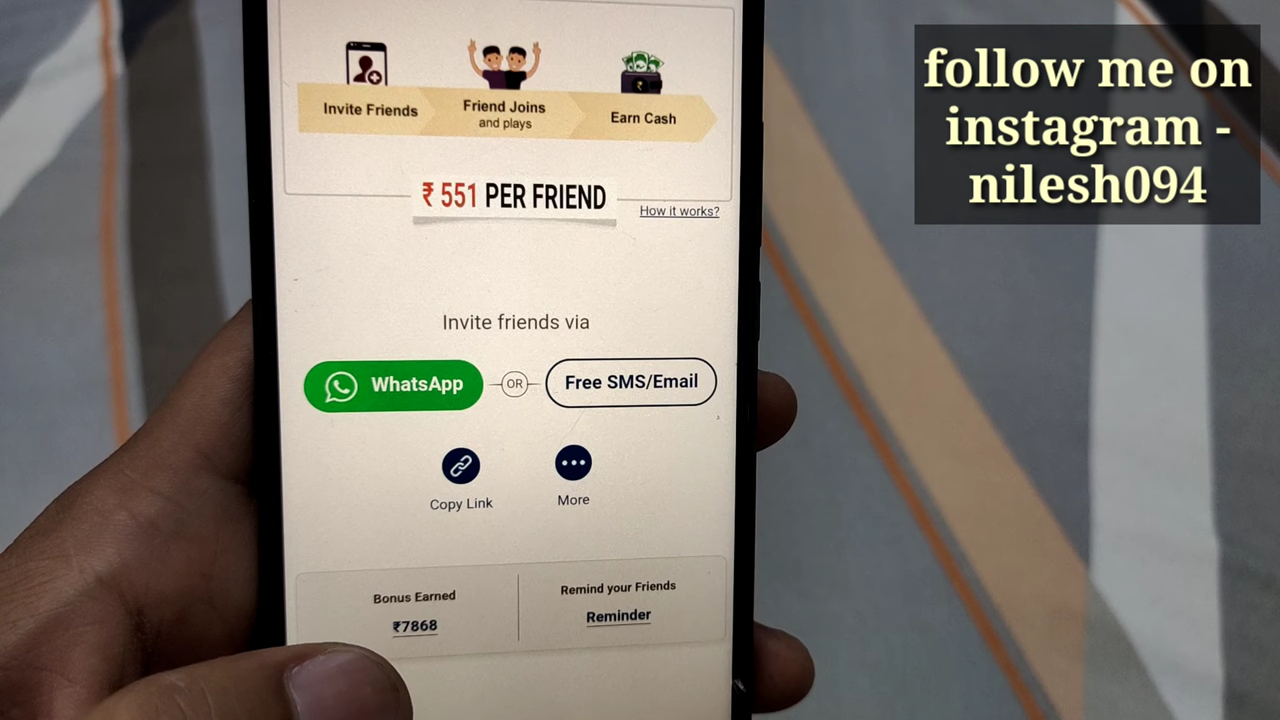 follow me on
instagram -
nilesh094
Invite Friends
Friend Joins
and plays
Earn Cash
₹ 551 PER FRIEND
How it works?
Invite friends via
WhatsApp
OR
Free SMS/Email
Copy Link
More
Bonus Earned
₹7868
Remind your Friends
Reminder